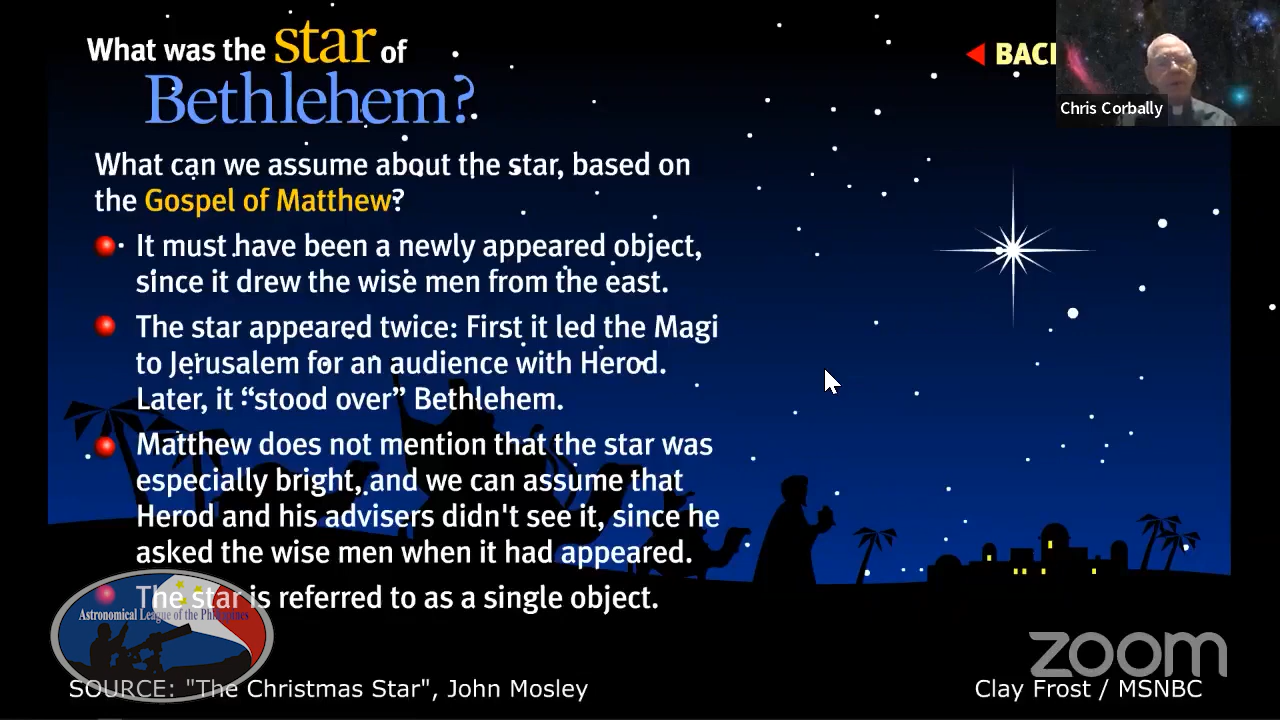 What was the star of
Bethlehem?
BACK
Chris Corbally
What can we assume about the star, based on
the Gospel of Matthew?
It must have been a newly appeared object,
since it drew the wise men from the east.
The star appeared twice: First it led the Magi
to Jerusalem for an audience with Herod.
Later, it “stood over” Bethlehem.
Matthew does not mention that the star was
especially bright, and we can assume that
Herod and his advisers didn't see it, since he
asked the wise men when it had appeared.
The star is referred to as a single object.
Astronomical League of the Philippines
zoom
SOURCE: "The Christmas Star", John Mosley
Clay Frost / MSNBC